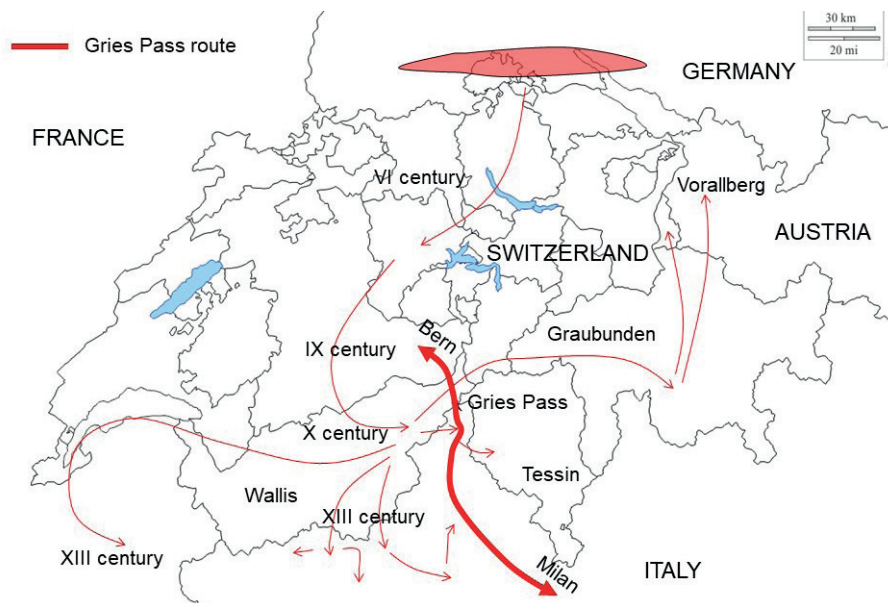 30 km
20 mi
Gries Pass route
GERMANY
FRANCE
VI century
Vorallberg
AUSTRIA
SWITZERLAND
IX century
Bern
Graubunden
Gries Pass
X century
Tessin
Wallis
XIII century
XIII century
Milan
ITALY